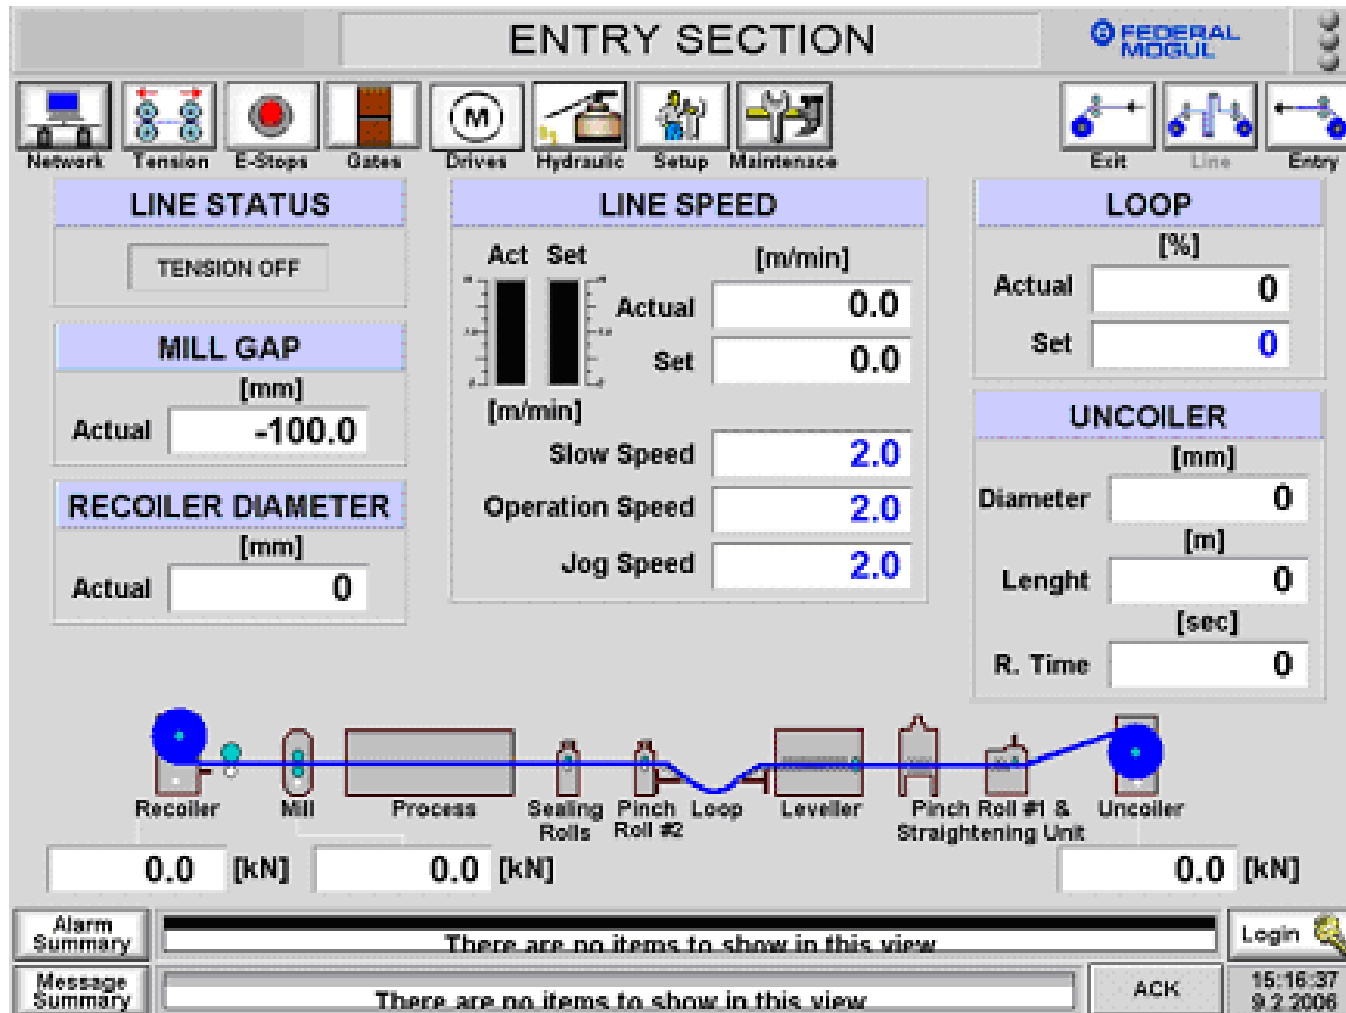 ENTRY SECTION
FEDERAL
MOGUL
Network Tension E-Stops Gates Drives Hydraulic Setup Maintenace Exit Line Entry
M
LINE STATUS
TENSION OFF
MILL GAP
[mm]
Actual -100.0
RECOILER DIAMETER
[mm]
Actual 0
LINE SPEED
Act Set [m/min]
Actual 0.0
Set 0.0
[m/min]
Slow Speed 2.0
Operation Speed 2.0
Jog Speed 2.0
LOOP
[%]
Actual 0
Set 0
UNCOILER
[mm]
Diameter 0
[m]
Lenght 0
[sec]
R. Time 0
Recoiler Mill Process Sealing Rolls Pinch Roll #2 Loop Leveller Pinch Roll #1 & Straightening Unit Uncoiler
0.0 [kN] 0.0 [kN] 0.0 [kN]
Alarm
Summary
There are no items to show in this view
Login
Message
Summary
There are no items to show in this view
ACK
15:16:37
9.2.2006